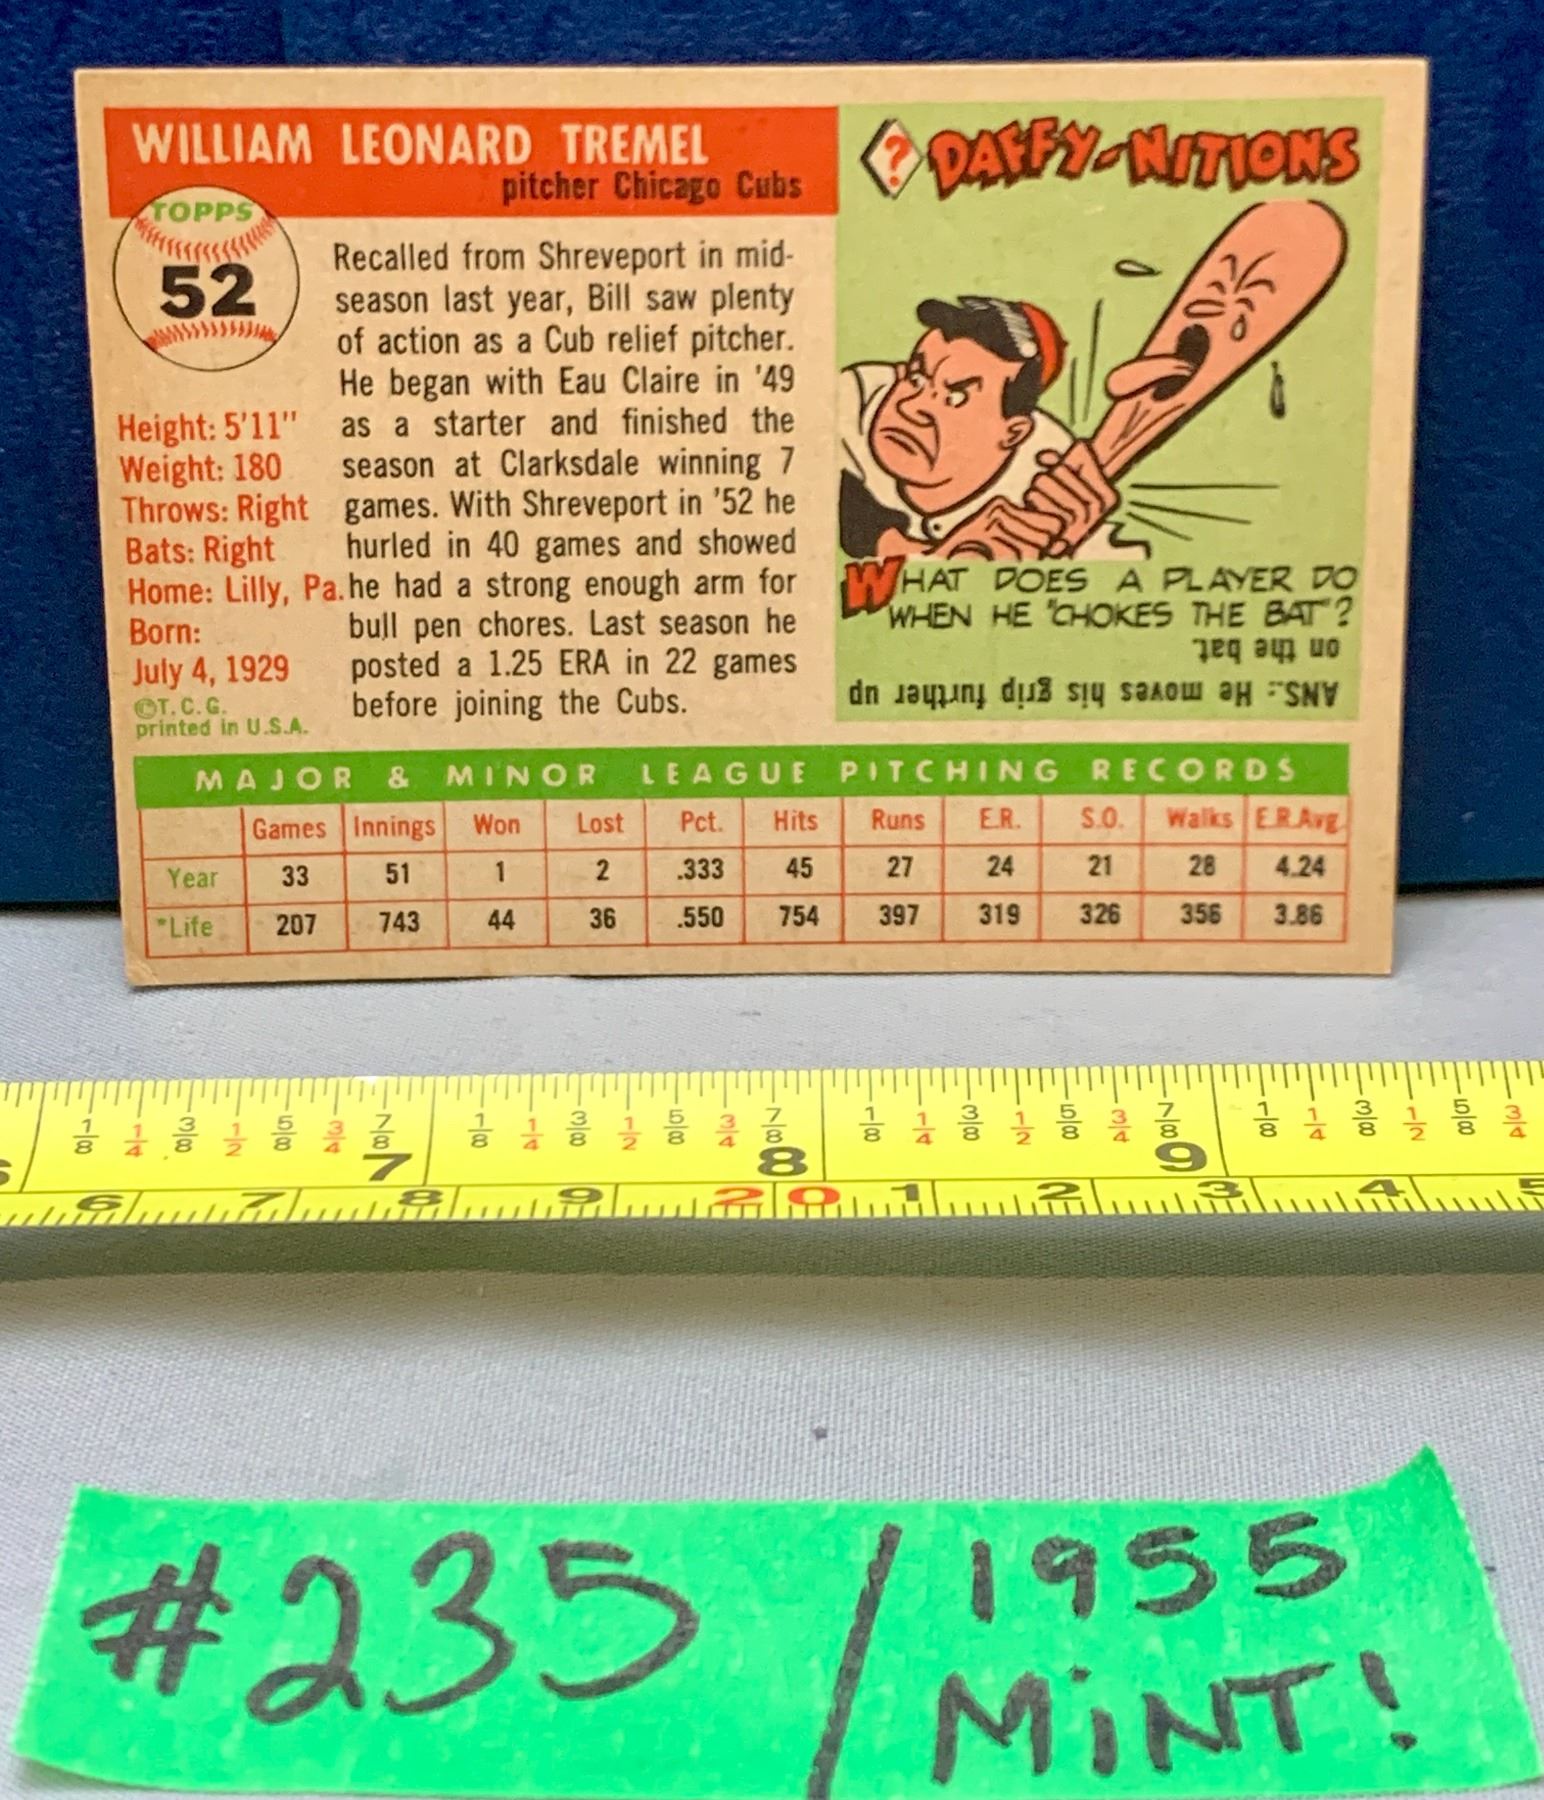 WILLIAM LEONARD TREMEL
pitcher Chicago Cubs
TOPPS
52
Height: 5'11"
Weight: 180
Throws: Right
Bats: Right
Home: Lilly, Pa.
Born:
July 4, 1929
©T.C.G.
printed in U.S.A.
Recalled from Shreveport in mid-
season last year, Bill saw plenty
of action as a Cub relief pitcher.
He began with Eau Claire in '49
as a starter and finished the
season at Clarksdale winning 7
games. With Shreveport in '52 he
hurled in 40 games and showed
he had a strong enough arm for
bull pen chores. Last season he
posted a 1.25 ERA in 22 games
before joining the Cubs.
? DAFFY-NITIONS
WHAT DOES A PLAYER DO
WHEN HE "CHOKES THE BAT"?
ANS.: He moves his grip further up
on the bat.
MAJOR & MINOR LEAGUE PITCHING RECORDS
Games Innings Won Lost Pct. Hits Runs E.R. S.O. Walks E.R.Avg.
Year 33 51 1 2 .333 45 27 24 21 28 4.24
*Life 207 743 44 36 .550 754 397 319 326 356 3.86
1/8 1/4 3/8 1/2 5/8 3/4 7/8 7 1/8 1/4 3/8 1/2 5/8 3/4 7/8 8 1/8 1/4 3/8 1/2 5/8 3/4 7/8 9 1/8 1/4 3/8 1/2 5/8 3/4
6 7 8 9 20 1 2 3 4 5
#235 / 1955
MiNT!